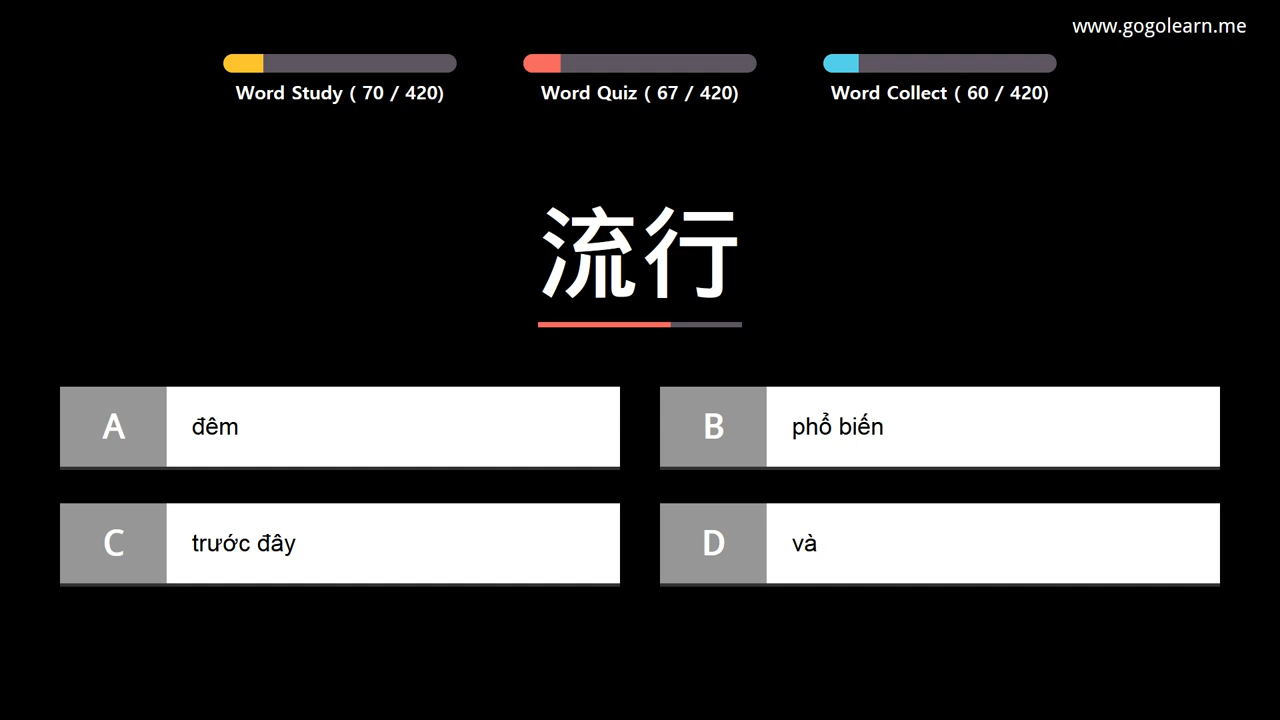 www.gogolearn.me
Word Study ( 70 / 420)
Word Quiz ( 67 / 420)
Word Collect ( 60 / 420)
流行
A đêm
B phổ biến
C trước đây
D và